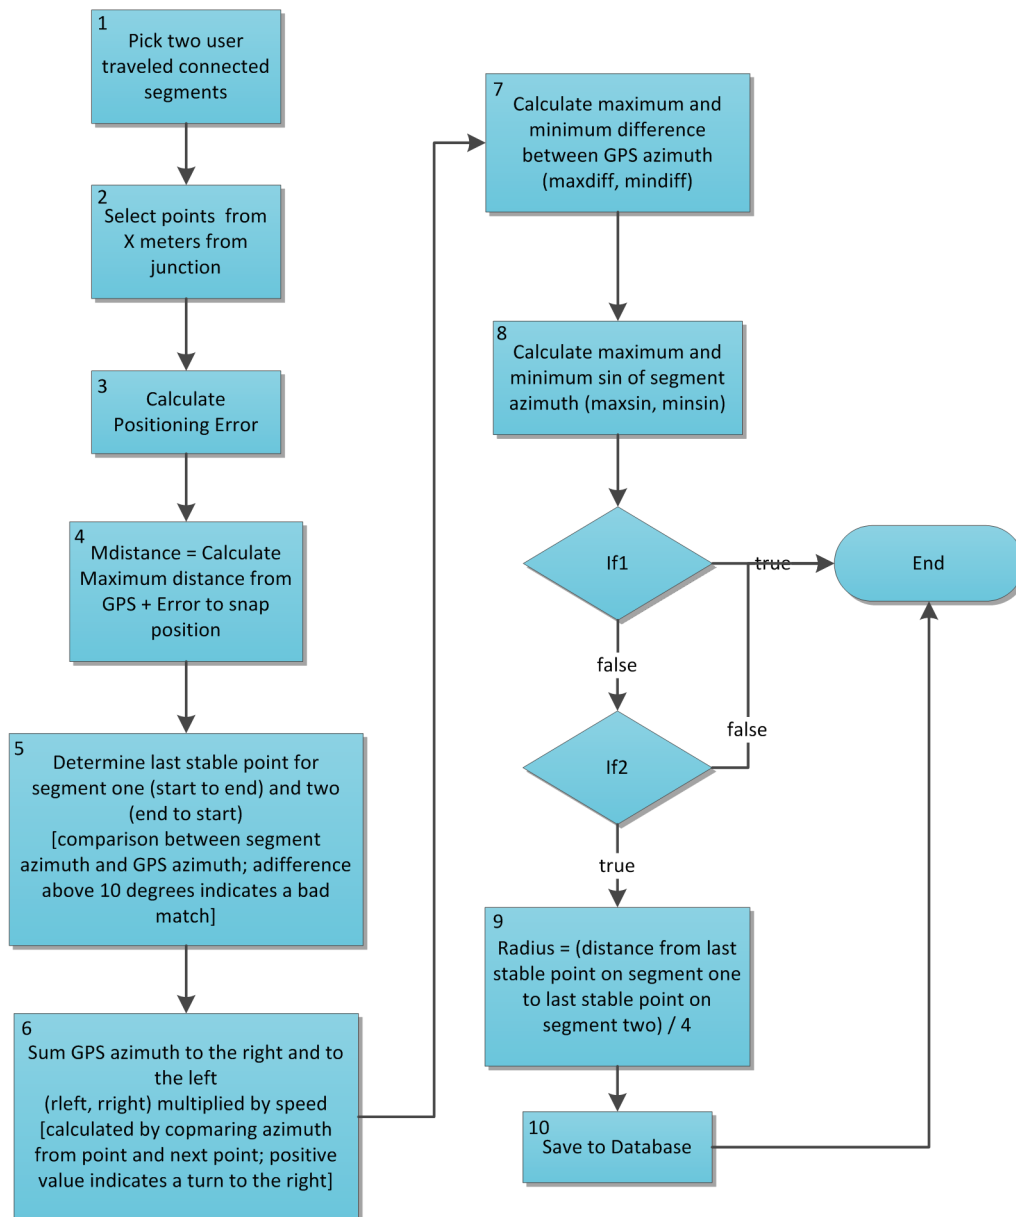 1
Pick two user
traveled connected
segments
2
Select points from
X meters from
junction
3
Calculate
Positioning Error
4
Mdistance = Calculate
Maximum distance from
GPS + Error to snap
position
5
Determine last stable point for
segment one (start to end) and two
(end to start)
[comparison between segment
azimuth and GPS azimuth; adifference
above 10 degrees indicates a bad
match]
6
Sum GPS azimuth to the right and to
the left
(rleft, rright) multiplied by speed
[calculated by copmaring azimuth
from point and next point; positive
value indicates a turn to the right]
7
Calculate maximum and
minimum difference
between GPS azimuth
(maxdiff, mindiff)
8
Calculate maximum and
minimum sin of segment
azimuth (maxsin, minsin)
If1
true
End
false
If2
false
true
9
Radius = (distance from last
stable point on segment one
to last stable point on
segment two) / 4
10
Save to Database